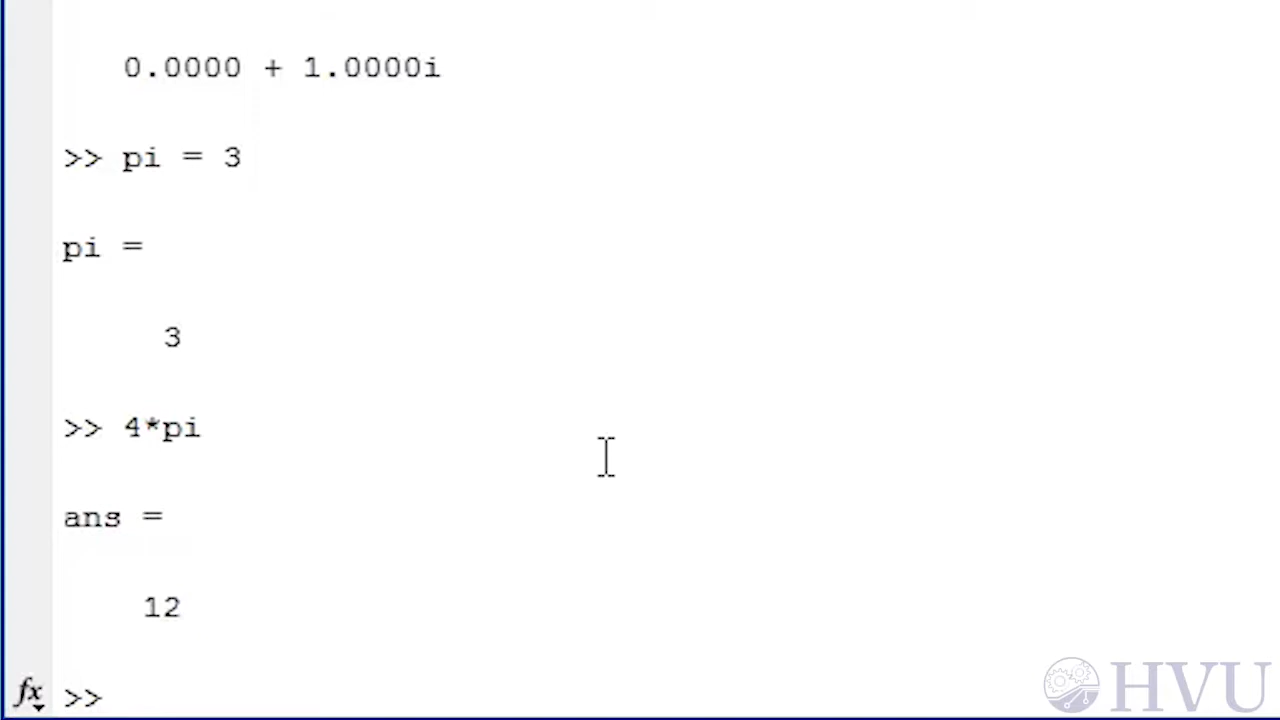 0.0000 + 1.0000i
>> pi = 3
pi =
3
>> 4*pi
ans =
12
fx >>
HVU